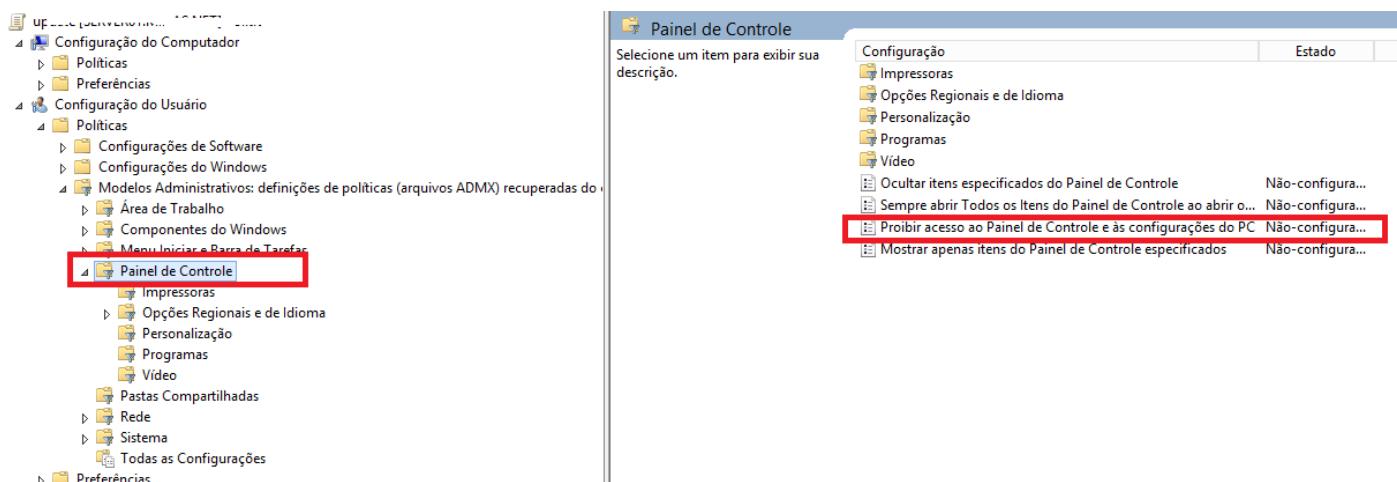 Configuração do Computador
Políticas
Preferências
Configuração do Usuário
Políticas
Configurações de Software
Configurações do Windows
Modelos Administrativos: definições de políticas (arquivos ADMX) recuperadas do
Área de Trabalho
Componentes do Windows
Menu Iniciar e Barra de Tarefas
Painel de Controle
Impressoras
Opções Regionais e de Idioma
Personalização
Programas
Vídeo
Pastas Compartilhadas
Rede
Sistema
Todas as Configurações
Preferências
Painel de Controle
Selecione um item para exibir sua
descrição.
Configuração Estado
Impressoras
Opções Regionais e de Idioma
Personalização
Programas
Vídeo
Ocultar itens especificados do Painel de Controle Não-configura...
Sempre abrir Todos os Itens do Painel de Controle ao abrir o... Não-configura...
Proibir acesso ao Painel de Controle e às configurações do PC Não-configura...
Mostrar apenas itens do Painel de Controle especificados Não-configura...